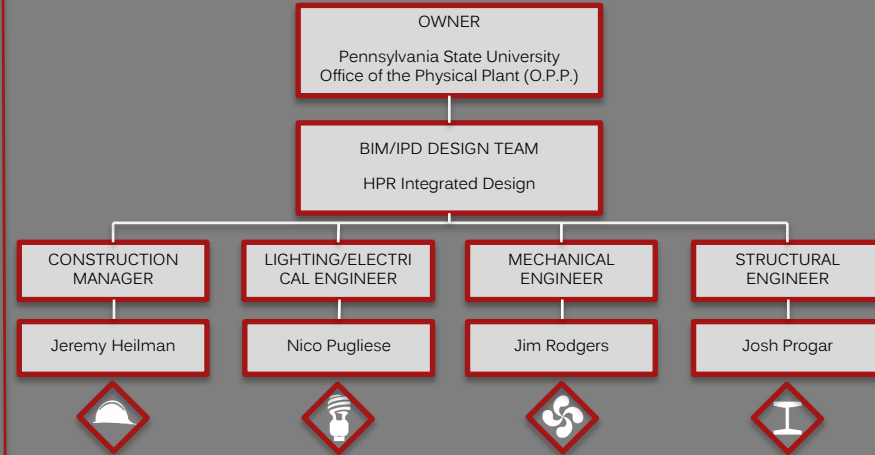 OWNER
Pennsylvania State University
Office of the Physical Plant (O.P.P.)
BIM/IPD DESIGN TEAM
HPR Integrated Design
CONSTRUCTION
MANAGER
LIGHTING/ELECTRI
CAL ENGINEER
MECHANICAL
ENGINEER
STRUCTURAL
ENGINEER
Jeremy Heilman
Nico Pugliese
Jim Rodgers
Josh Progar